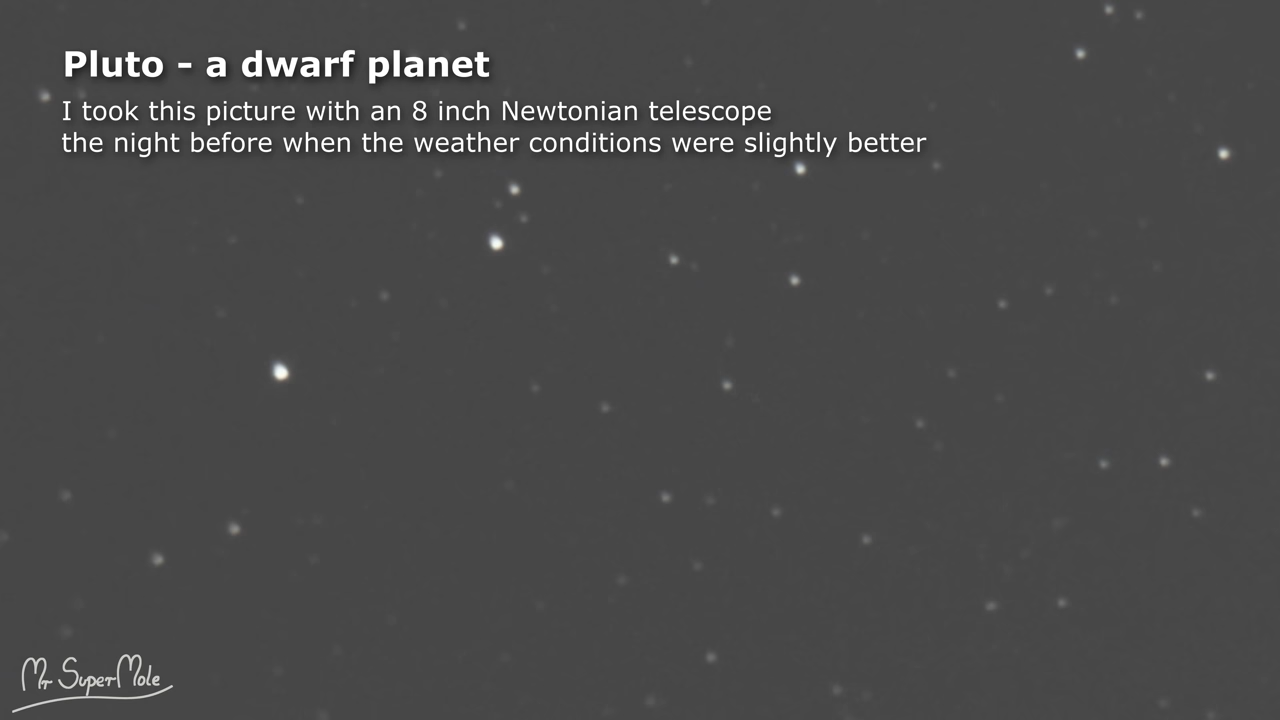 Pluto - a dwarf planet
I took this picture with an 8 inch Newtonian telescope
the night before when the weather conditions were slightly better
Mr SuperMole